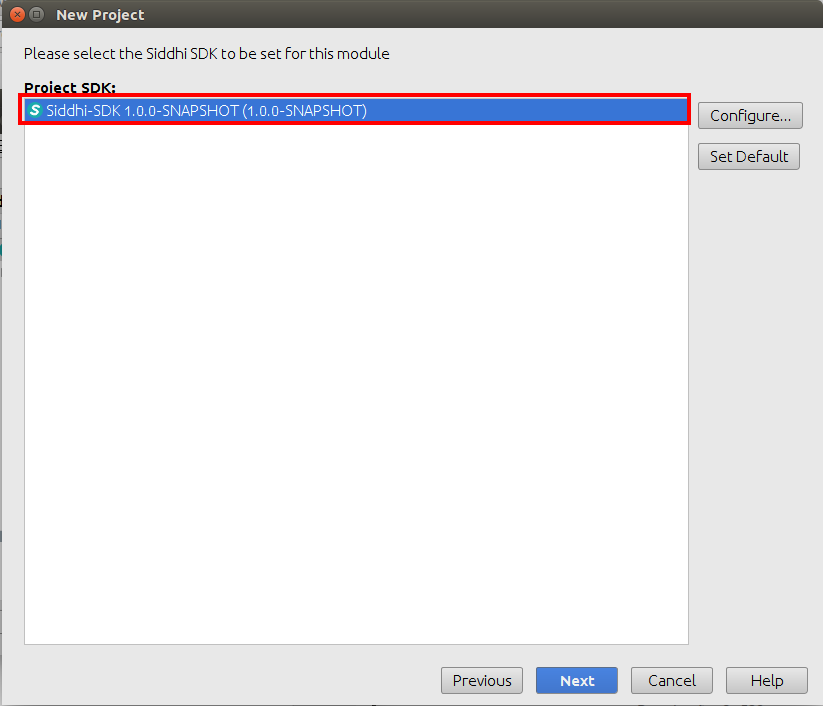 New Project
Please select the Siddhi SDK to be set for this module
Project SDK:
S Siddhi-SDK 1.0.0-SNAPSHOT (1.0.0-SNAPSHOT)
Configure...
Set Default
Previous
Next
Cancel
Help